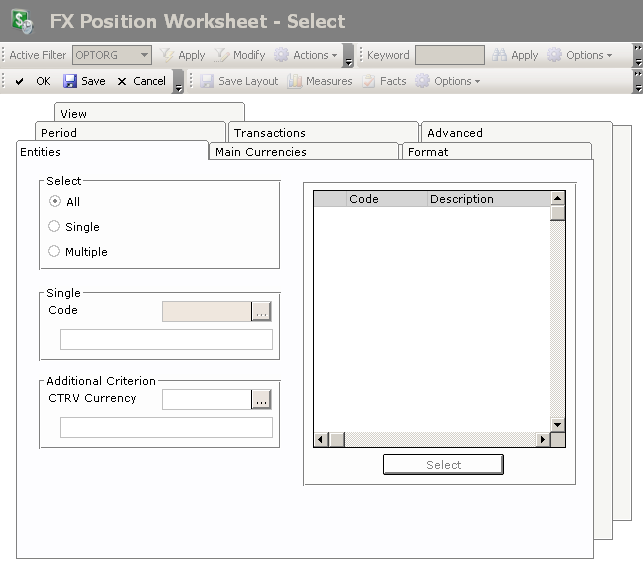 FX Position Worksheet - Select
Active Filter OPTORG Apply Modify Actions Keyword Apply Options
OK Save Cancel Save Layout Measures Facts Options
View
Period Transactions Advanced
Entities Main Currencies Format
Select
All
Single
Multiple
Code Description
Single
Code ...
Additional Criterion
CTRV Currency ...
Select